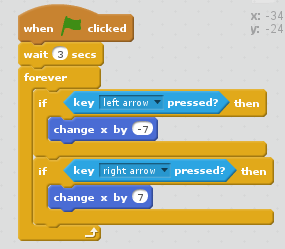 when clicked
x: -34
y: -24
wait 3 secs
forever
if key left arrow pressed? then
change x by -7
if key right arrow pressed? then
change x by 7